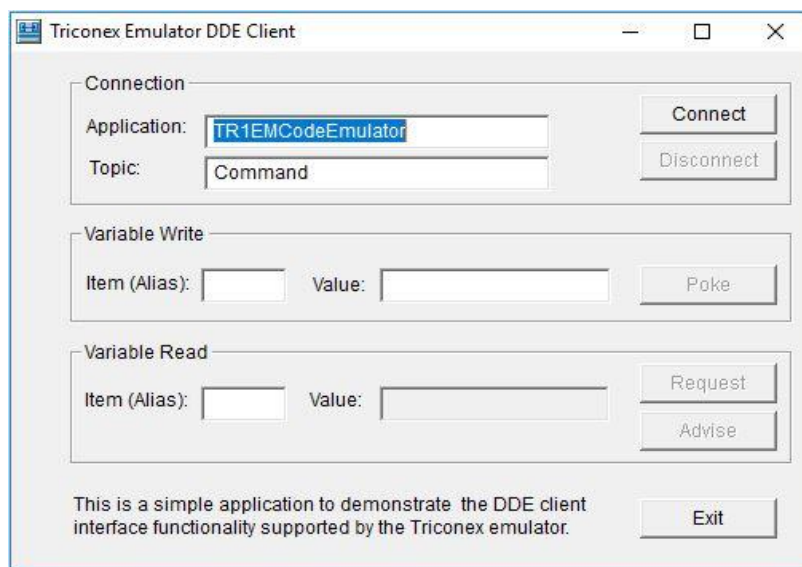 Triconex Emulator DDE Client
Connection
Application: TR1EMCodeEmulator
Connect
Topic: Command
Disconnect
Variable Write
Item (Alias): Value: Poke
Variable Read
Request
Item (Alias): Value:
Advise
This is a simple application to demonstrate the DDE client
interface functionality supported by the Triconex emulator.
Exit